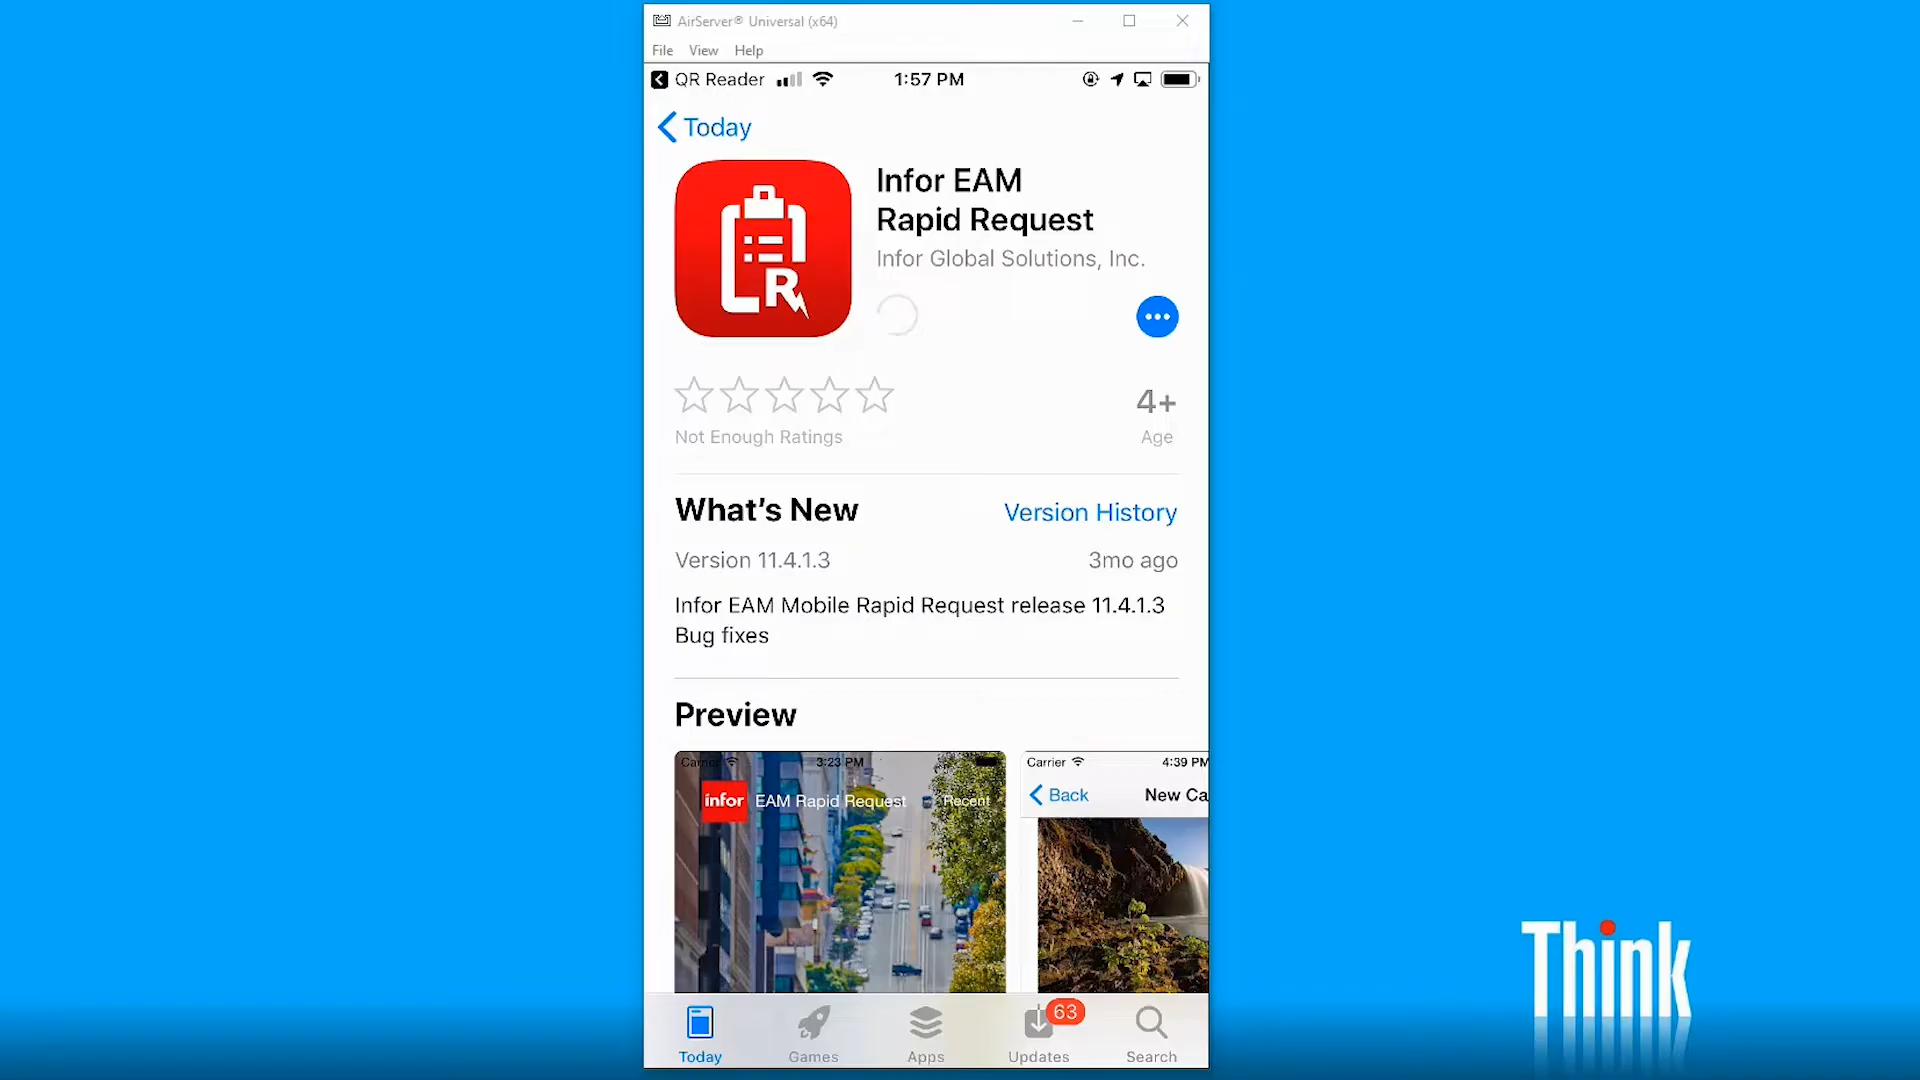 AirServer® Universal (x64)
File View Help
QR Reader 1:57 PM
Today
Infor EAM
Rapid Request
Infor Global Solutions, Inc.
R
4+
Not Enough Ratings Age
What's New Version History
Version 11.4.1.3 3mo ago
Infor EAM Mobile Rapid Request release 11.4.1.3
Bug fixes
Preview
Carrier 3:23 PM
infor EAM Rapid Request Recent
Carrier 4:39 PM
Back New Ca
63
Today Games Apps Updates Search
Think